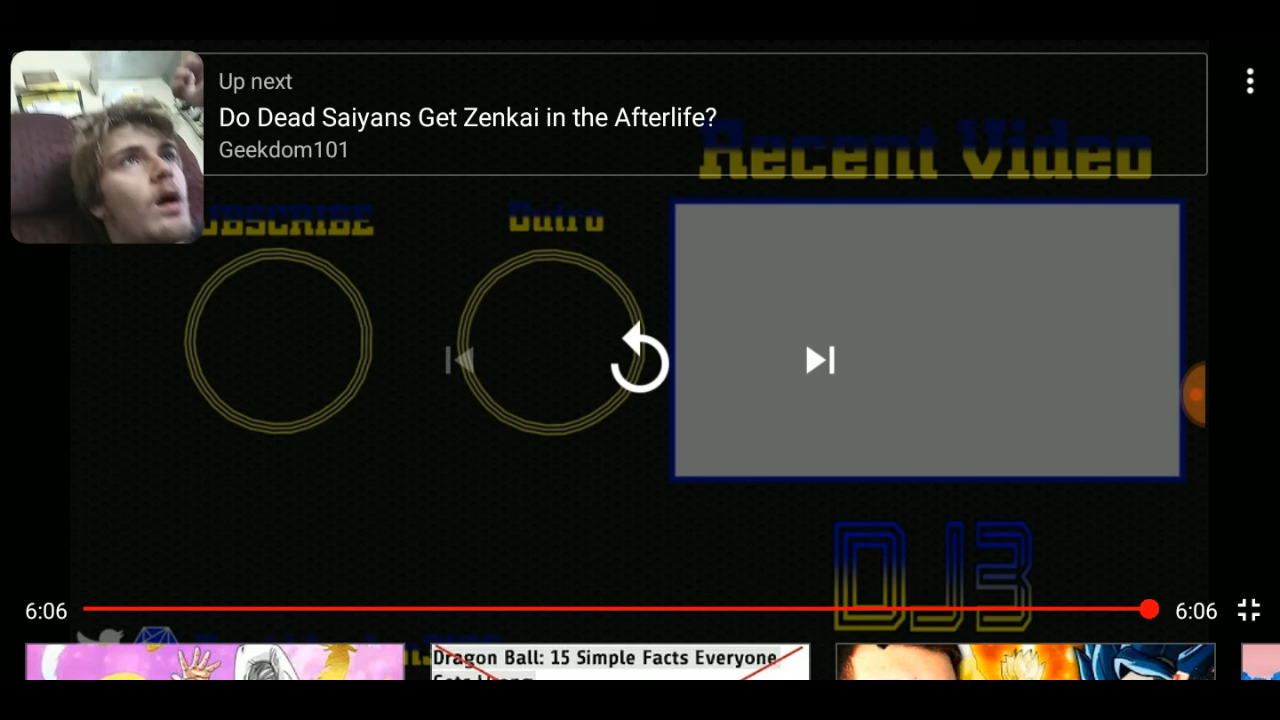 Up next
Do Dead Saiyans Get Zenkai in the Afterlife?
Geekdom101
Recent Video
UBSCRIBE
Outro
DJ3
6:06
6:06
Dragon Ball: 15 Simple Facts Everyone